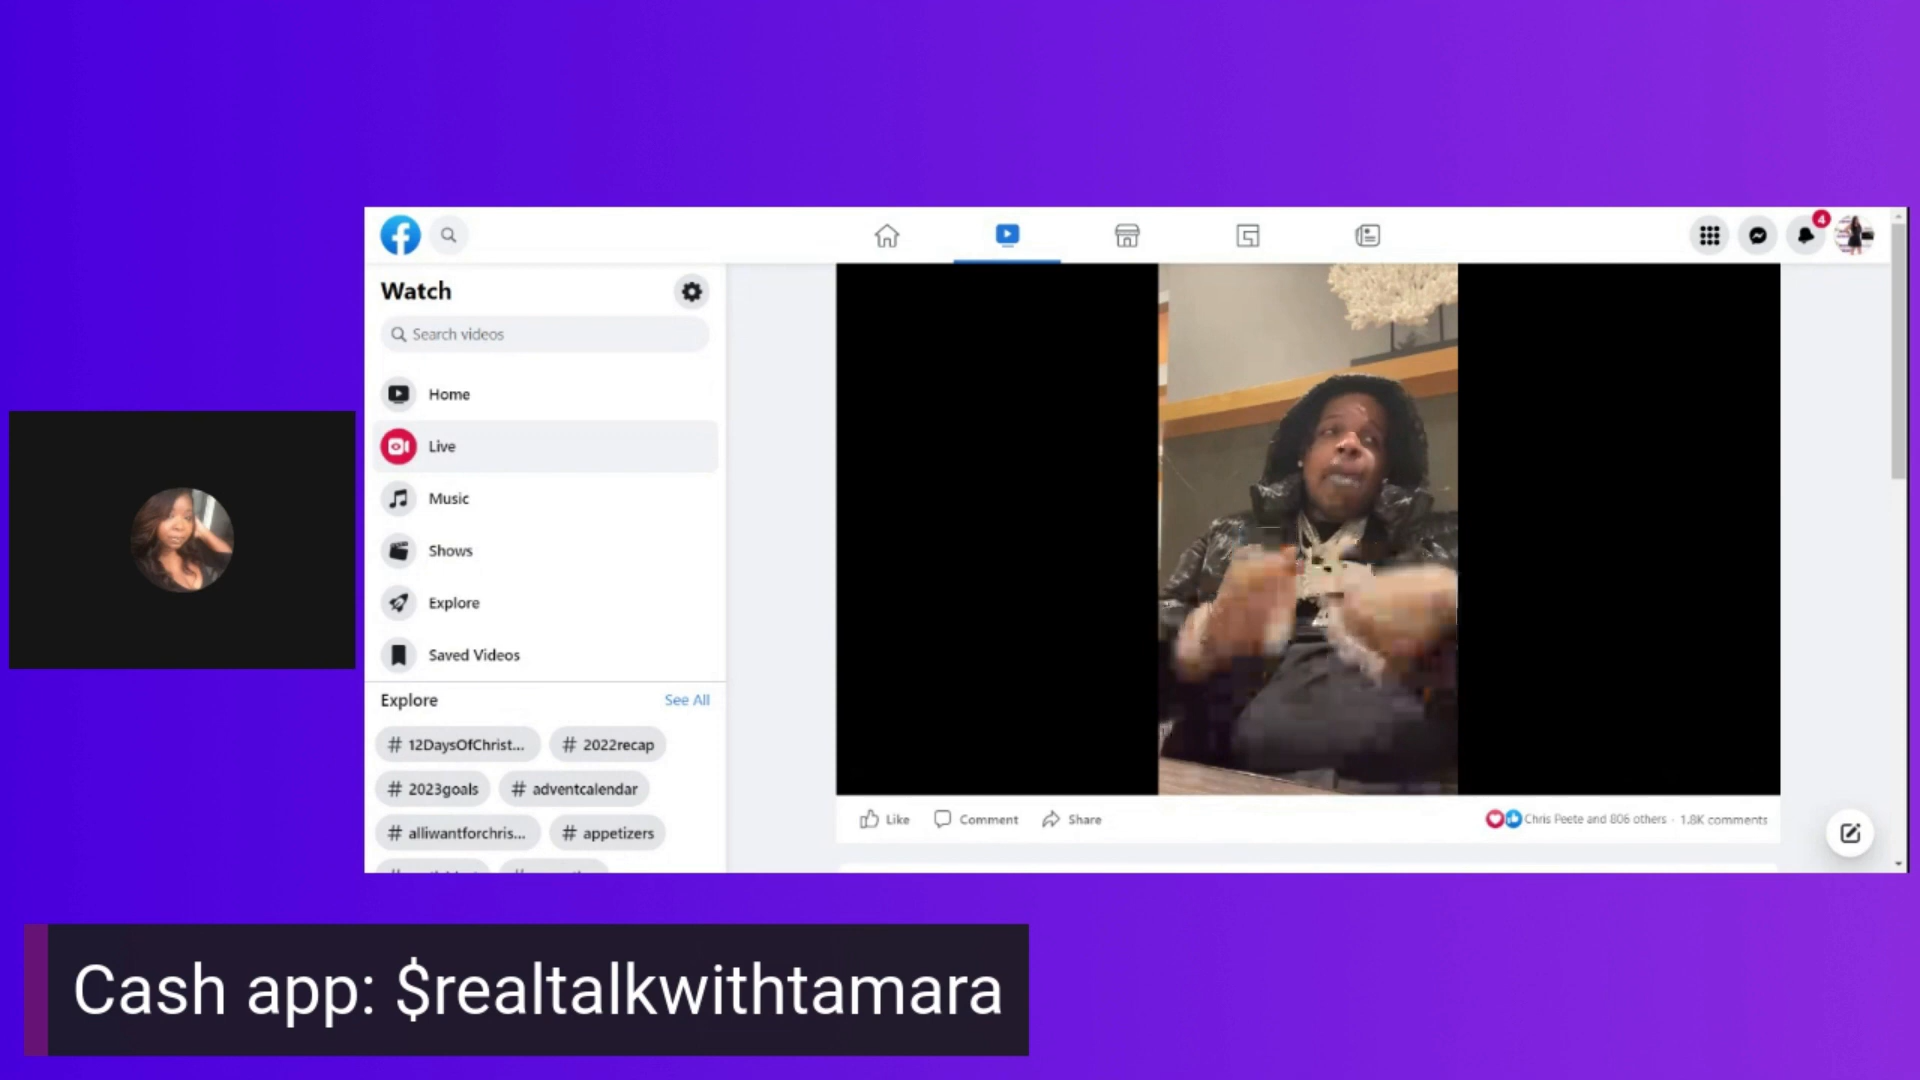 4
Watch
Search videos
Home
Live
Music
Shows
Explore
Saved Videos
Explore See All
# 12DaysOfChrist... # 2022recap
# 2023goals # adventcalendar
# alliwantforchris... # appetizers
Like Comment Share Chris Peete and 806 others · 1.8K comments
Cash app: $realtalkwithtamara